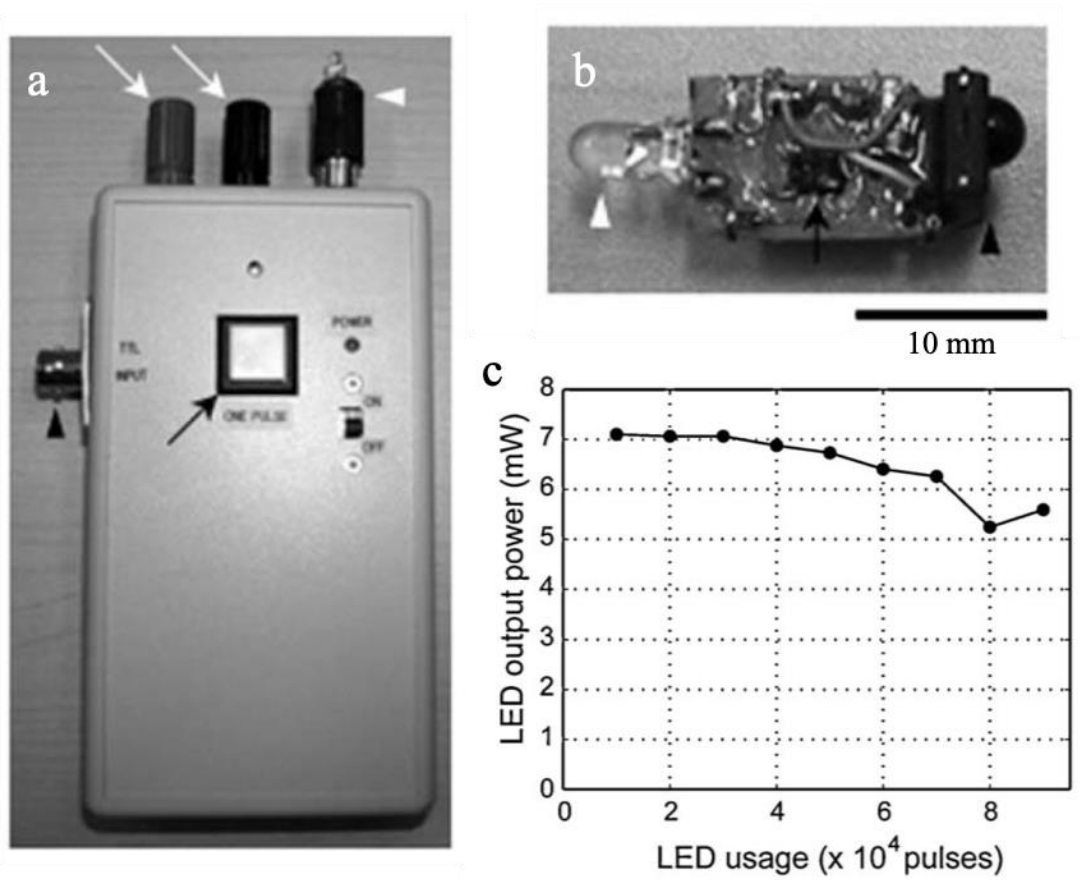 a
TTL
INPUT
POWER
ON
OFF
ONE PULSE
b
10 mm
c
LED output power (mW)
8
7
6
5
4
3
2
1
0
0 2 4 6 8
LED usage (x 10⁴ pulses)